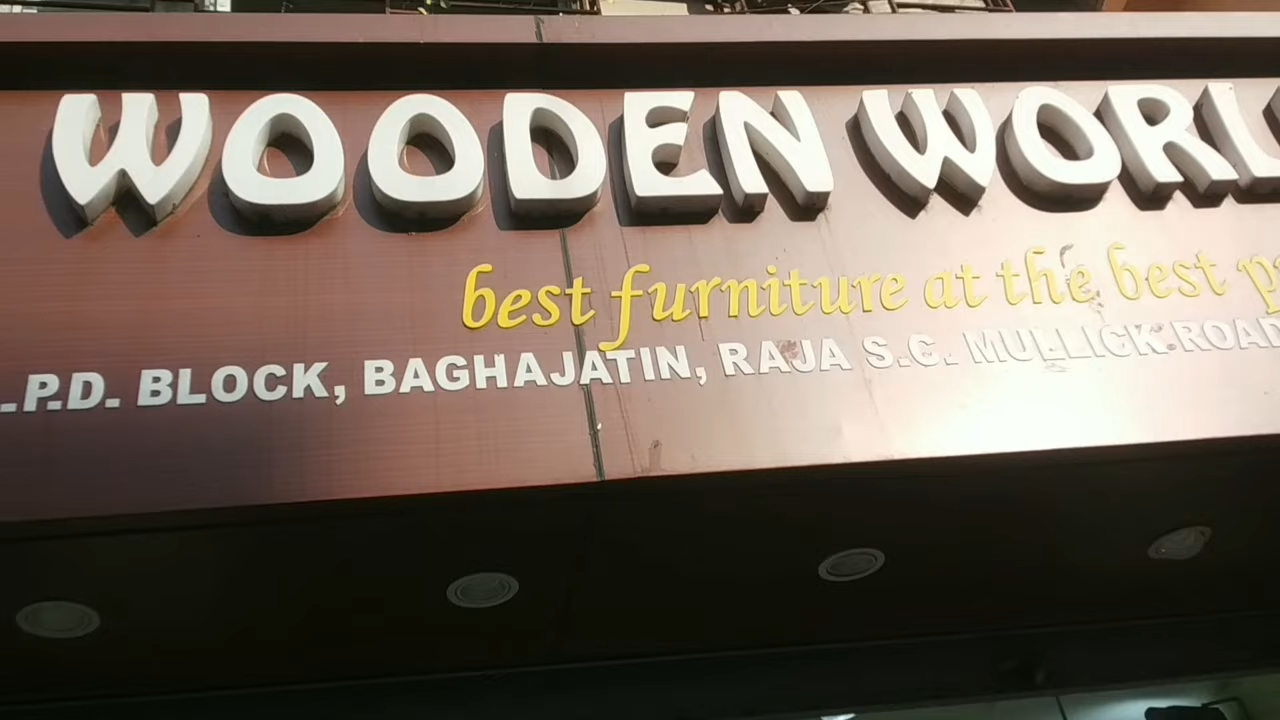 WOODEN WORL
best furniture at the best
.P.D. BLOCK, BAGHAJATIN, RAJA S.C. MULLICK ROAD